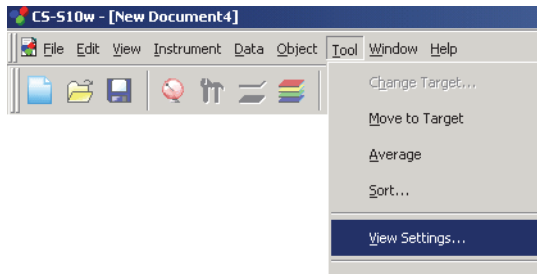 CS-S10w - [New Document4]
File Edit View Instrument Data Object Tool Window Help
Change Target...
Move to Target
Average
Sort...
View Settings...